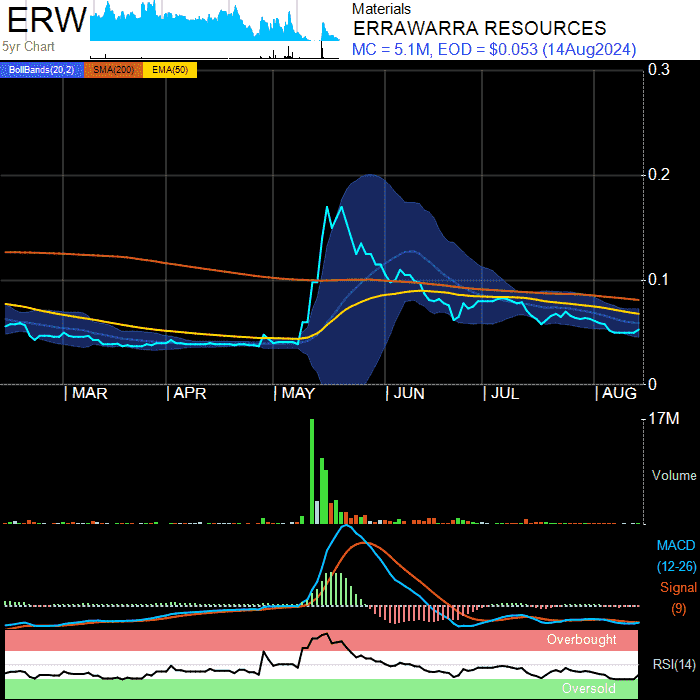 ERW
5yr Chart
Materials
ERRAWARRA RESOURCES
MC = 5.1M, EOD = $0.053 (14Aug2024)
BollBands(20,2) SMA(200) EMA(50)
0.3
0.2
0.1
0
MAR APR MAY JUN JUL AUG
17M
Volume
MACD
(12-26)
Signal
(9)
Overbought
RSI(14)
Oversold